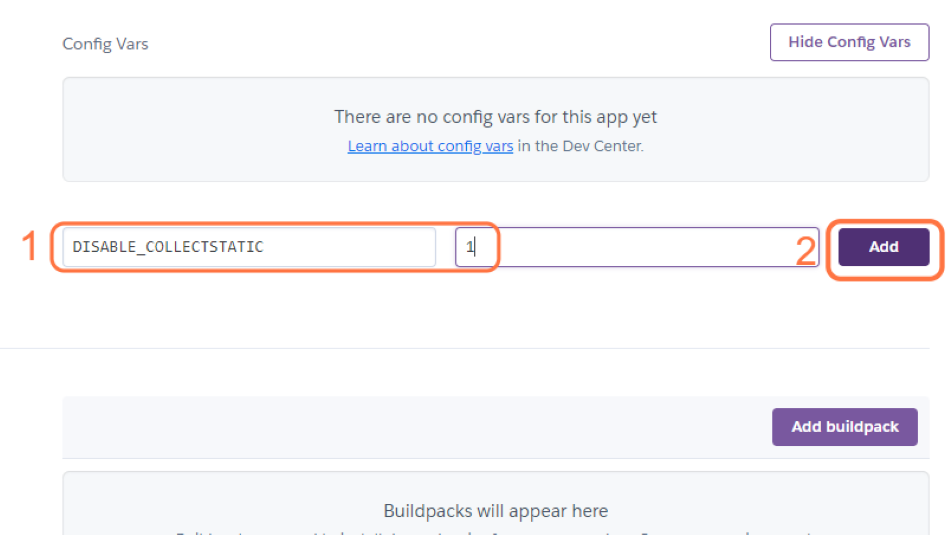 Config Vars
Hide Config Vars
There are no config vars for this app yet
Learn about config vars in the Dev Center.
1 DISABLE_COLLECTSTATIC 1 2 Add
Add buildpack
Buildpacks will appear here